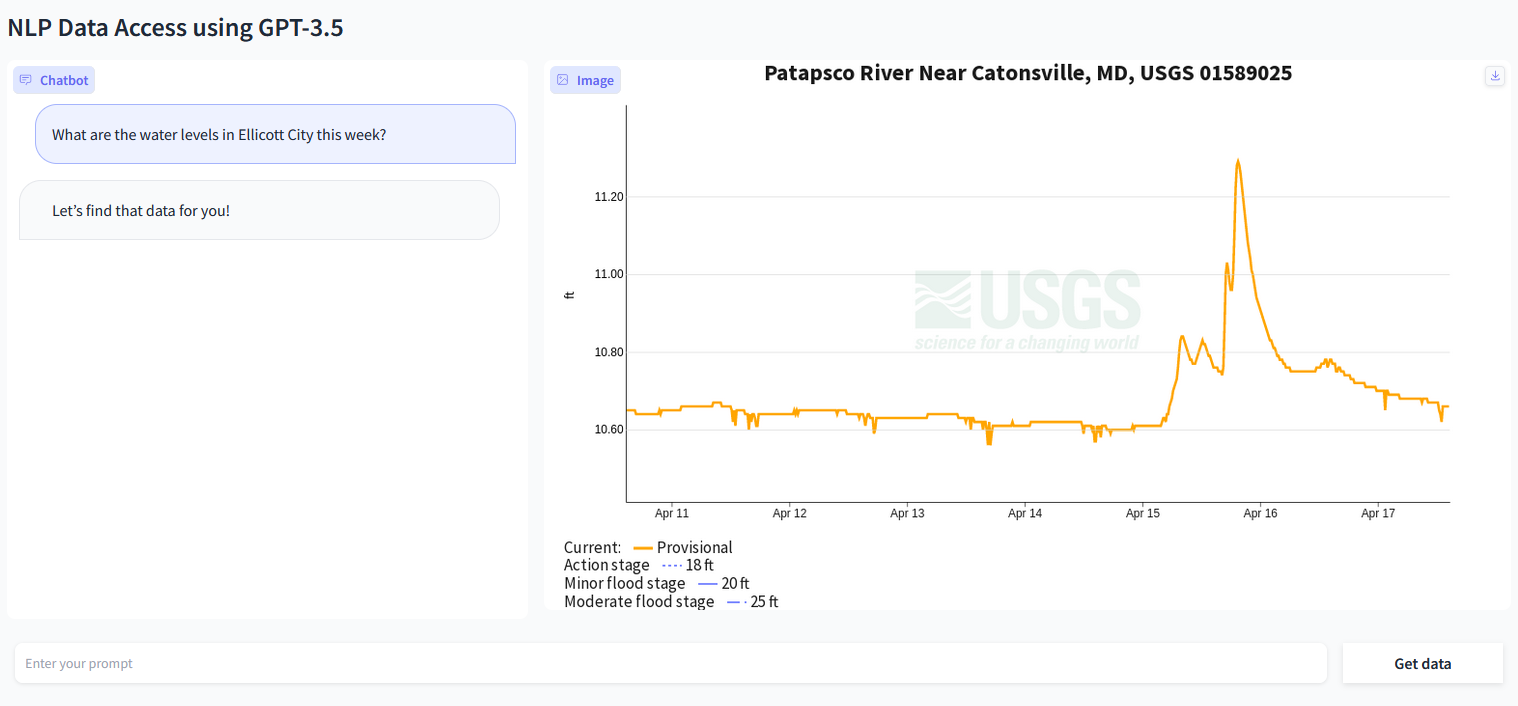 NLP Data Access using GPT-3.5
Chatbot
What are the water levels in Ellicott City this week?
Let’s find that data for you!
Image
Patapsco River Near Catonsville, MD, USGS 01589025
11.20
11.00
10.80
10.60
ft
USGS
science for a changing world
Apr 11 Apr 12 Apr 13 Apr 14 Apr 15 Apr 16 Apr 17
Current: Provisional
Action stage 18 ft
Minor flood stage 20 ft
Moderate flood stage 25 ft
Enter your prompt
Get data